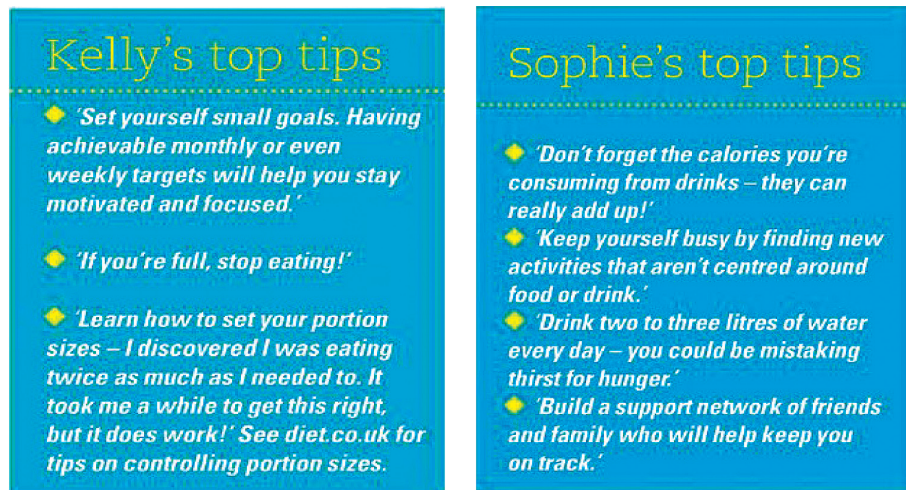 Kelly's top tips
'Set yourself small goals. Having
achievable monthly or even
weekly targets will help you stay
motivated and focused.'
'If you're full, stop eating!'
'Learn how to set your portion
sizes – I discovered I was eating
twice as much as I needed to. It
took me a while to get this right,
but it does work!' See diet.co.uk for
tips on controlling portion sizes.
Sophie's top tips
'Don't forget the calories you're
consuming from drinks – they can
really add up!'
'Keep yourself busy by finding new
activities that aren't centred around
food or drink.'
'Drink two to three litres of water
every day – you could be mistaking
thirst for hunger.'
'Build a support network of friends
and family who will help keep you
on track.'